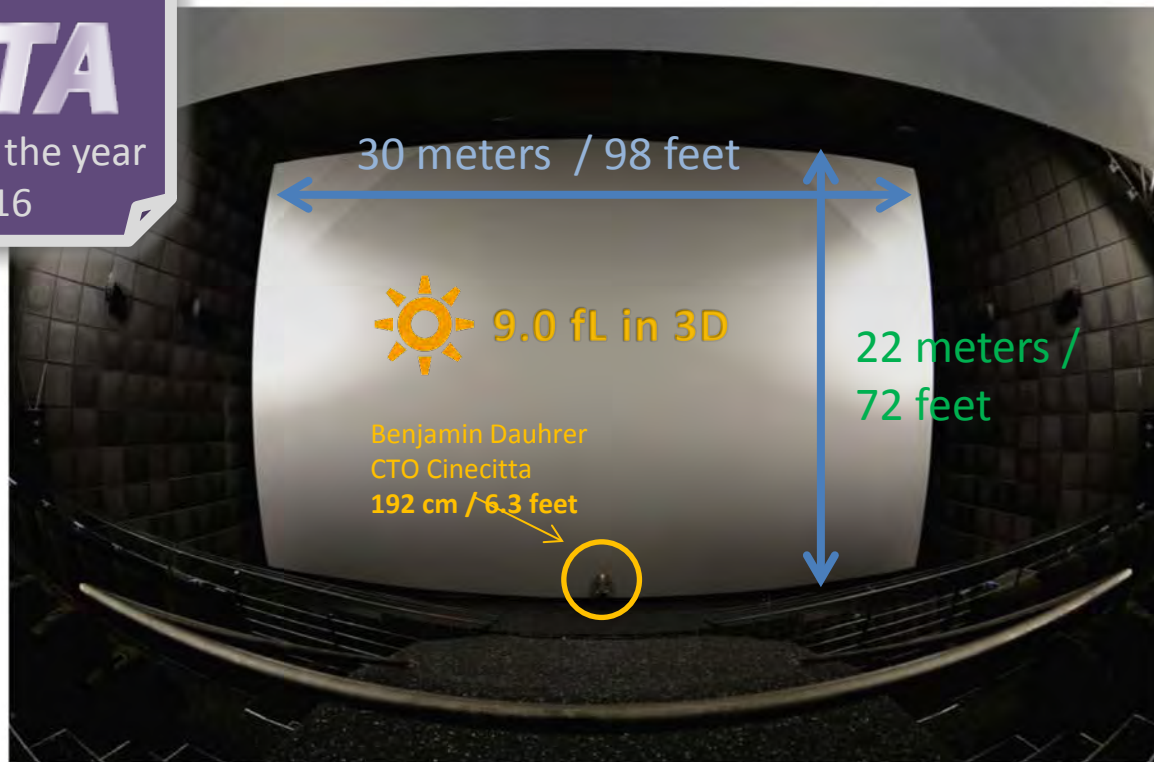 TA
the year
16
30 meters / 98 feet
9.0 fL in 3D
22 meters /
72 feet
Benjamin Dauhrer
CTO Cinecitta
192 cm / 6.3 feet